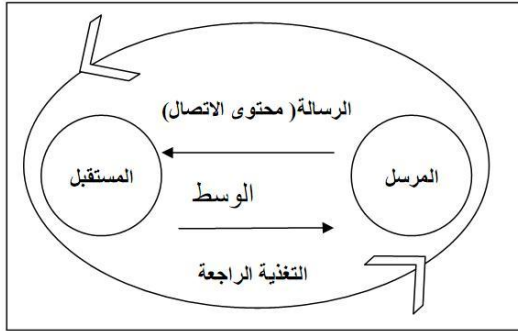 الرسالة( محتوى الاتصال)
المرسل
المستقبل
الوسط
التغذية الراجعة